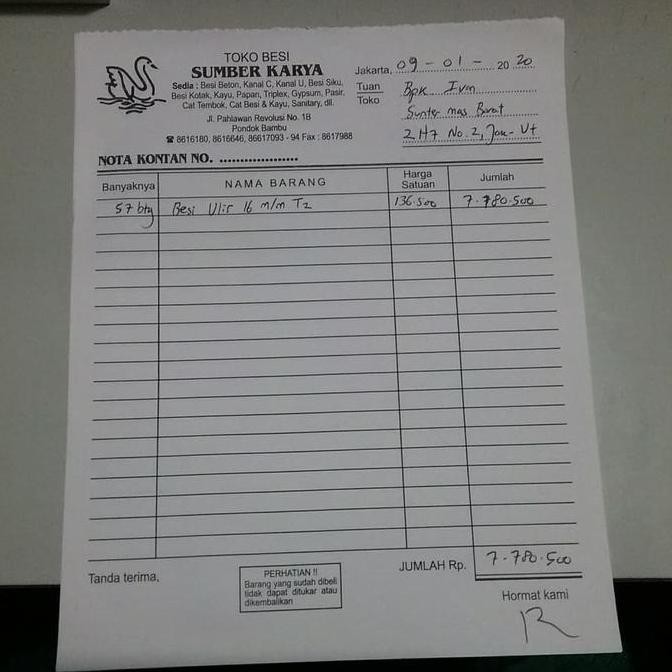 TOKO BESI
SUMBER KARYA
Sedia : Besi Beton, Kanal C, Kanal U, Besi Siku,
Besi Kotak, Kayu, Papan, Triplex, Gypsum, Pasir,
Cat Tembok, Cat Besi & Kayu, Sanitary, dll.
Jl. Pahlawan Revolusi No. 1B
Pondok Bambu
☎ 8616180, 8616646, 86617093 - 94 Fax : 8617988
Jakarta, 09 - 01 - 20 20
Tuan Bpk Ivan
Toko Sunter mas Barat
2 H7 No. 2, Jak-Ut
NOTA KONTAN NO. ...................
Banyaknya NAMA BARANG Harga Satuan Jumlah
57 btg Besi Ulir 16 m/m T2 136.500 7.780.500
JUMLAH Rp. 7.780.500
Tanda terima,
PERHATIAN !!
Barang yang sudah dibeli
tidak dapat ditukar atau
dikembalikan
Hormat kami